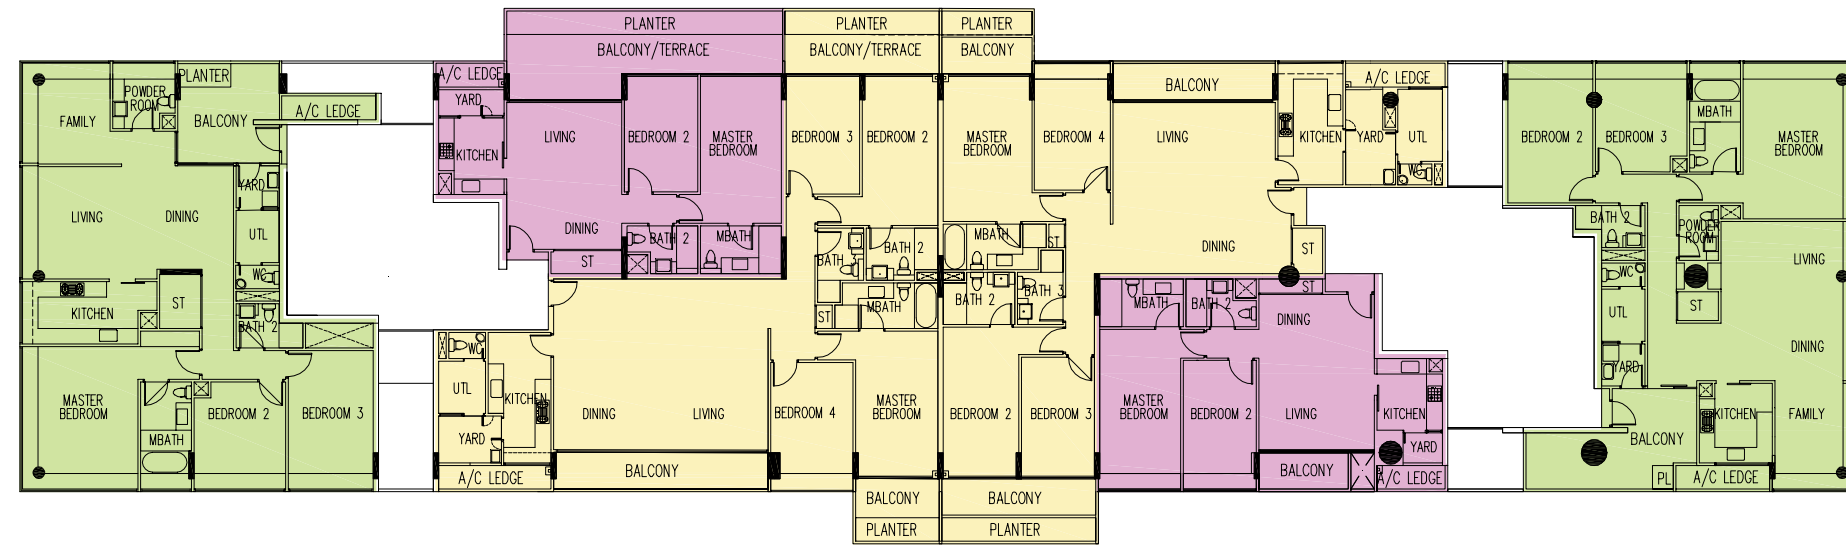 PLANTER
BALCONY/TERRACE
PLANTER
BALCONY/TERRACE
PLANTER
BALCONY
FAMILY
POWDER
ROOM
PLANTER
BALCONY
A/C LEDGE
YARD
LIVING
DINING
UTL
WC
KITCHEN
ST
BATH 2
MASTER
BEDROOM
MBATH
BEDROOM 2
BEDROOM 3
A/C LEDGE
YARD
KITCHEN
LIVING
BEDROOM 2
MASTER
BEDROOM
DINING
BATH 2
MBATH
ST
BEDROOM 3
BEDROOM 2
BATH 3
BATH 2
MBATH
ST
WC
UTL
KITCHEN
YARD
A/C LEDGE
DINING
LIVING
BALCONY
BEDROOM 4
MASTER
BEDROOM
BALCONY
PLANTER
MASTER
BEDROOM
BEDROOM 4
BALCONY
LIVING
KITCHEN
A/C LEDGE
YARD
UTL
WC
DINING
ST
MBATH
ST
BATH 2
BATH 3
BEDROOM 2
BEDROOM 3
BALCONY
PLANTER
MBATH
BATH 2
ST
DINING
MASTER
BEDROOM
BEDROOM 2
LIVING
KITCHEN
YARD
BALCONY
A/C LEDGE
BEDROOM 2
BEDROOM 3
MBATH
MASTER
BEDROOM
BATH 2
POWDER
ROOM
WC
LIVING
UTL
ST
YARD
DINING
KITCHEN
FAMILY
BALCONY
PL
A/C LEDGE